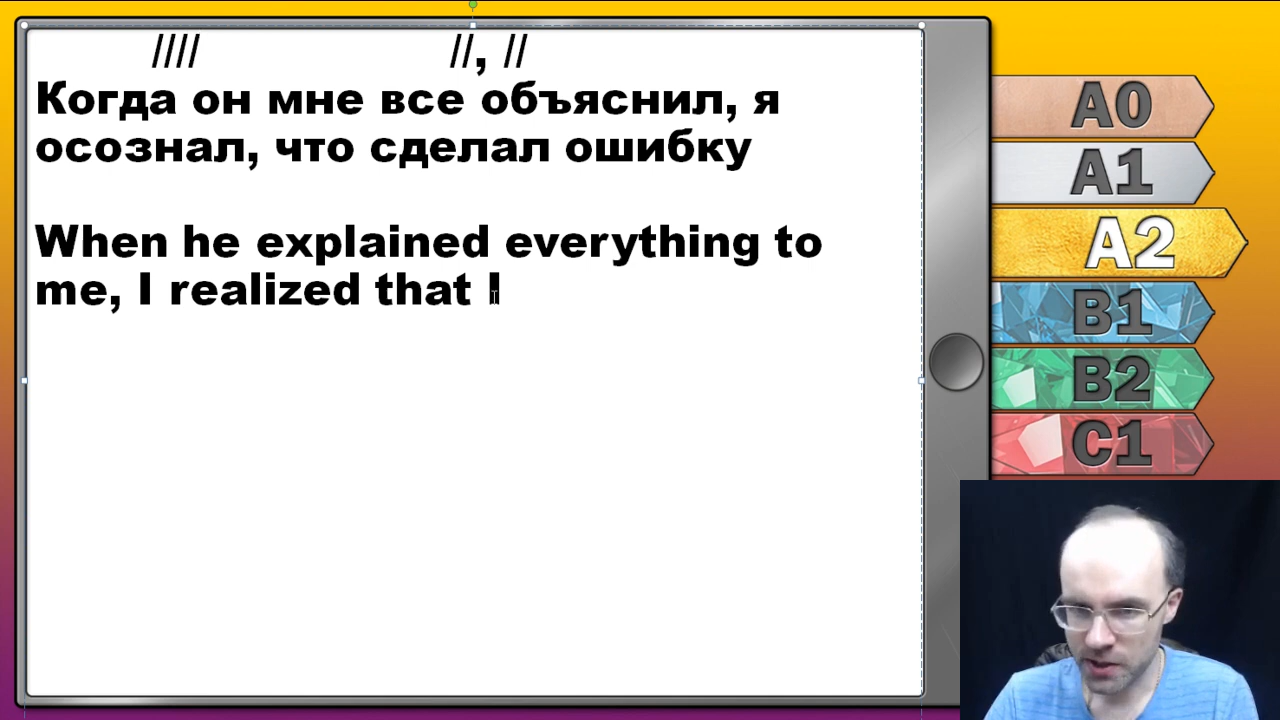 //// //, //
Когда он мне все объяснил, я
осознал, что сделал ошибку
When he explained everything to
me, I realized that I
A0
A1
A2
B1
B2
C1